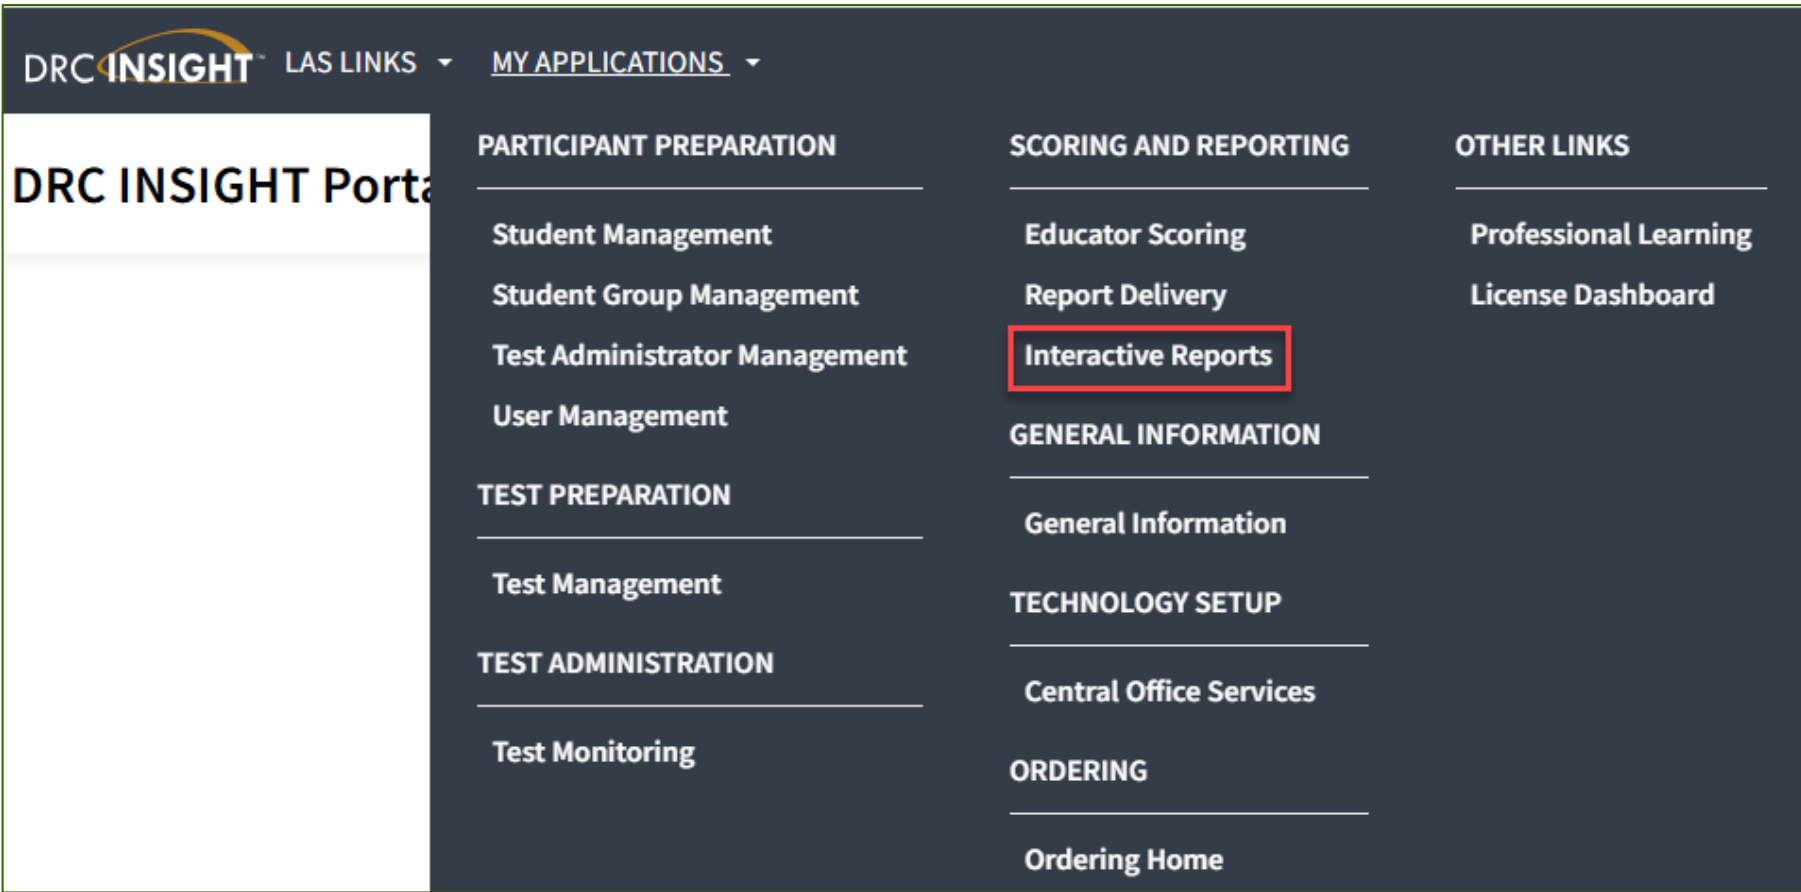 DRC INSIGHT™ LAS LINKS MY APPLICATIONS
DRC INSIGHT Porta
PARTICIPANT PREPARATION
Student Management
Student Group Management
Test Administrator Management
User Management
TEST PREPARATION
Test Management
TEST ADMINISTRATION
Test Monitoring
SCORING AND REPORTING
Educator Scoring
Report Delivery
Interactive Reports
GENERAL INFORMATION
General Information
TECHNOLOGY SETUP
Central Office Services
ORDERING
Ordering Home
OTHER LINKS
Professional Learning
License Dashboard